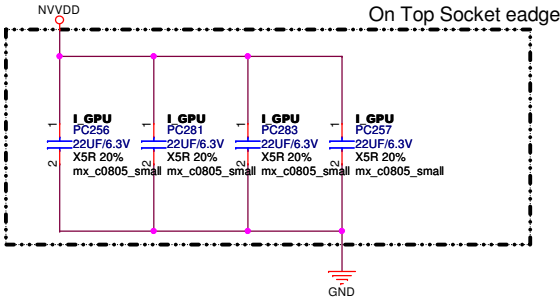 NVVDD
On Top Socket eadge
1
I_GPU
PC256
22UF/6.3V
X5R 20%
mx_c0805_small
2
1
I_GPU
PC281
22UF/6.3V
X5R 20%
mx_c0805_small
2
1
I_GPU
PC283
22UF/6.3V
X5R 20%
mx_c0805_small
2
1
I_GPU
PC257
22UF/6.3V
X5R 20%
mx_c0805_small
2
GND